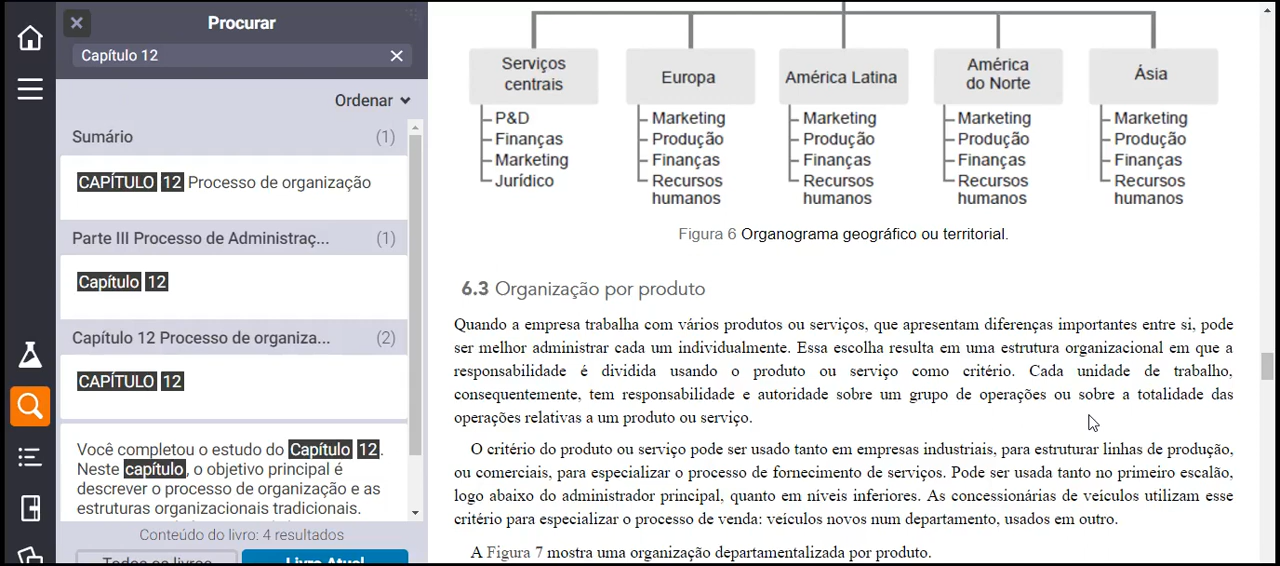 Procurar
Capítulo 12
Ordenar
Sumário (1)
CAPÍTULO 12 Processo de organização
Parte III Processo de Administraç... (1)
Capítulo 12
Capítulo 12 Processo de organiza... (2)
CAPÍTULO 12
Você completou o estudo do Capítulo 12.
Neste capítulo, o objetivo principal é
descrever o processo de organização e as
estruturas organizacionais tradicionais.
Conteúdo do livro: 4 resultados
Todos os livros
Livro Atual
Serviços
centrais
P&D
Finanças
Marketing
Jurídico
Europa
Marketing
Produção
Finanças
Recursos
humanos
América Latina
Marketing
Produção
Finanças
Recursos
humanos
América
do Norte
Marketing
Produção
Finanças
Recursos
humanos
Ásia
Marketing
Produção
Finanças
Recursos
humanos
Figura 6 Organograma geográfico ou territorial.
6.3 Organização por produto
Quando a empresa trabalha com vários produtos ou serviços, que apresentam diferenças importantes entre si, pode
ser melhor administrar cada um individualmente. Essa escolha resulta em uma estrutura organizacional em que a
responsabilidade é dividida usando o produto ou serviço como critério. Cada unidade de trabalho,
consequentemente, tem responsabilidade e autoridade sobre um grupo de operações ou sobre a totalidade das
operações relativas a um produto ou serviço.
O critério do produto ou serviço pode ser usado tanto em empresas industriais, para estruturar linhas de produção,
ou comerciais, para especializar o processo de fornecimento de serviços. Pode ser usada tanto no primeiro escalão,
logo abaixo do administrador principal, quanto em níveis inferiores. As concessionárias de veículos utilizam esse
critério para especializar o processo de venda: veículos novos num departamento, usados em outro.
A Figura 7 mostra uma organização departamentalizada por produto.